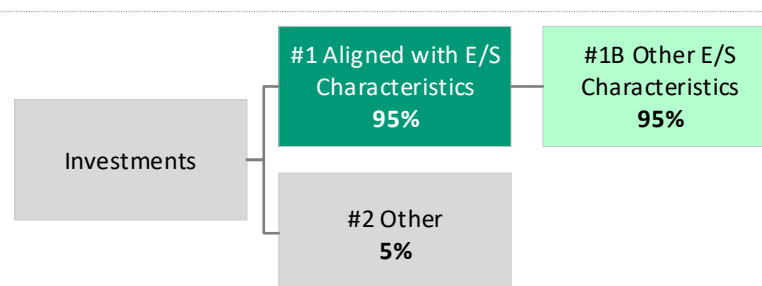 #1 Aligned with E/S
Characteristics
95%
#1B Other E/S
Characteristics
95%
Investments
#2 Other
5%